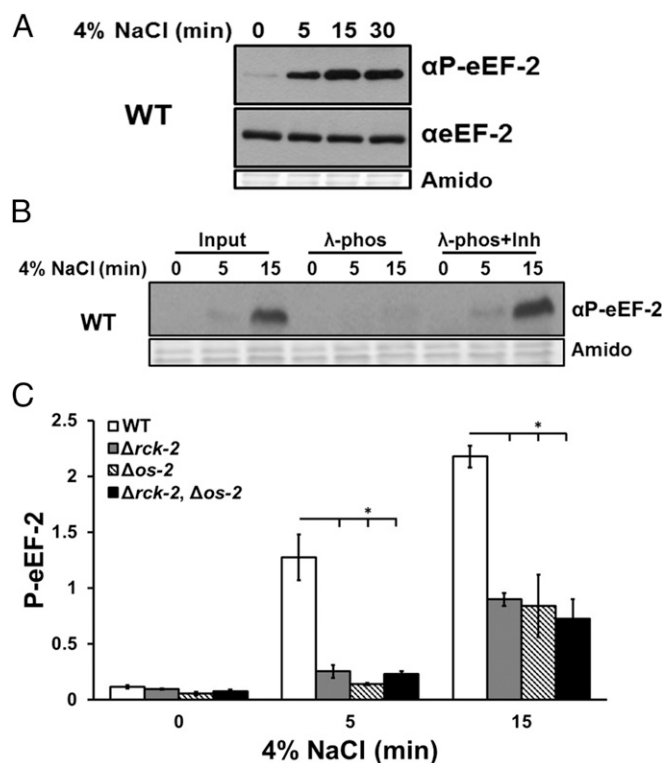 A
4% NaCl (min) 0 5 15 30
WT
αP-eEF-2
αeEF-2
Amido
B
Input λ-phos λ-phos+Inh
4% NaCl (min) 0 5 15 0 5 15 0 5 15
WT
αP-eEF-2
Amido
C
2.5
2
1.5
1
0.5
0
P-eEF-2
WT
Δrck-2
Δos-2
Δrck-2, Δos-2
*
*
0 5 15
4% NaCl (min)